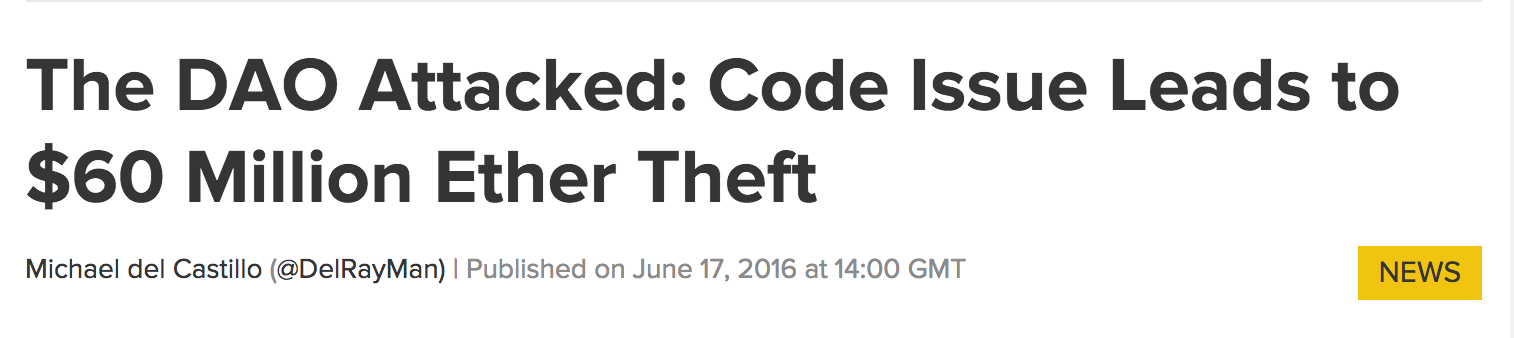 The DAO Attacked: Code Issue Leads to
$60 Million Ether Theft
Michael del Castillo (@DelRayMan) | Published on June 17, 2016 at 14:00 GMT
NEWS